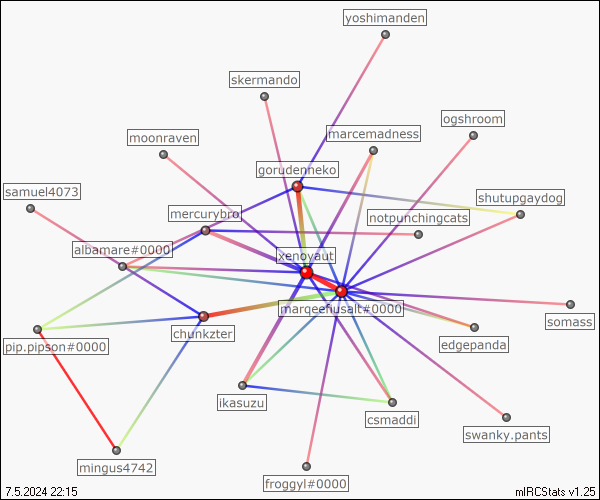 yoshimanden
skermando
ogshroom
marcemadness
moonraven
gorudenneko
samuel4073
shutupgaydog
mercurybro
notpunchingcats
albamare#0000
xenoyaut
marqeefusalt#0000
somass
chunkzter
edgepanda
pip.pipson#0000
ikasuzu
csmaddi
swanky.pants
mingus4742
froggyl#0000
7.5.2024 22:15
mIRCStats v1.25